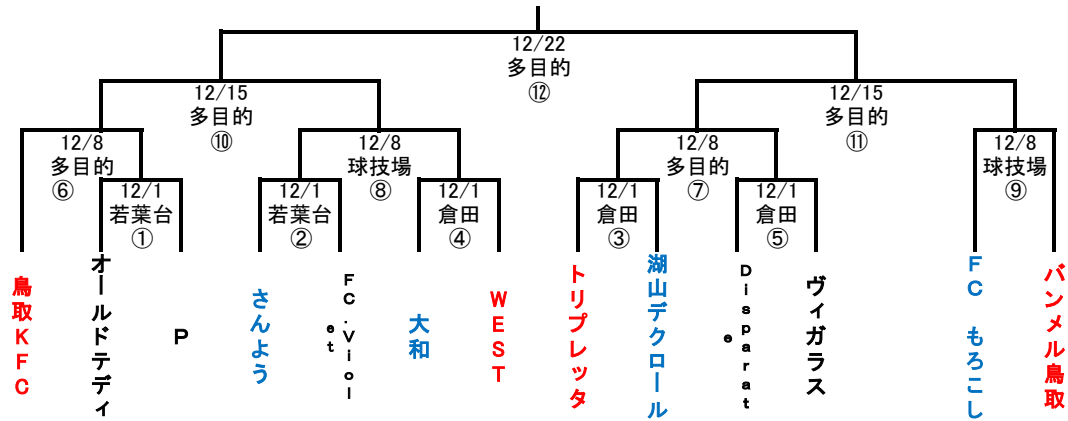 12/22
多目的
⑫
12/15
多目的
⑩
12/15
多目的
⑪
12/8
多目的
⑥
12/8
球技場
⑧
12/8
多目的
⑦
12/8
球技場
⑨
12/1
若葉台
①
12/1
若葉台
②
12/1
倉田
④
12/1
倉田
③
12/1
倉田
⑤
鳥取KFC
オールドテディ
P
さんよう
FC.Viol
et
大和
WEST
トリプレッタ
湖山デクロール
Disparat
e
ヴィガラス
FC もろこし
バンメル鳥取